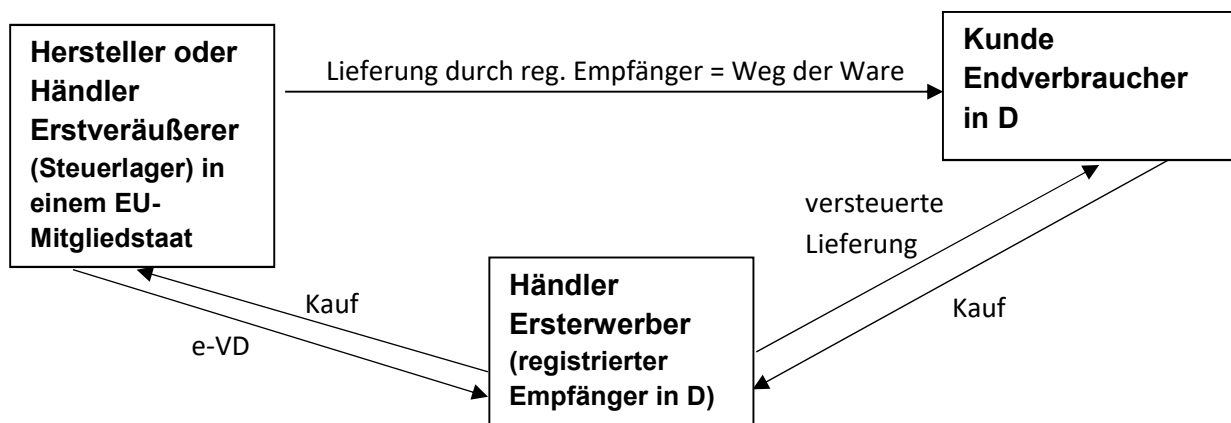 Hersteller oder
Händler
Erstveräußerer
(Steuerlager) in
einem EU-
Mitgliedstaat
Lieferung durch reg. Empfänger = Weg der Ware
Kunde
Endverbraucher
in D
versteuerte
Lieferung
Kauf
Kauf
e-VD
Händler
Ersterwerber
(registrierter
Empfänger in D)